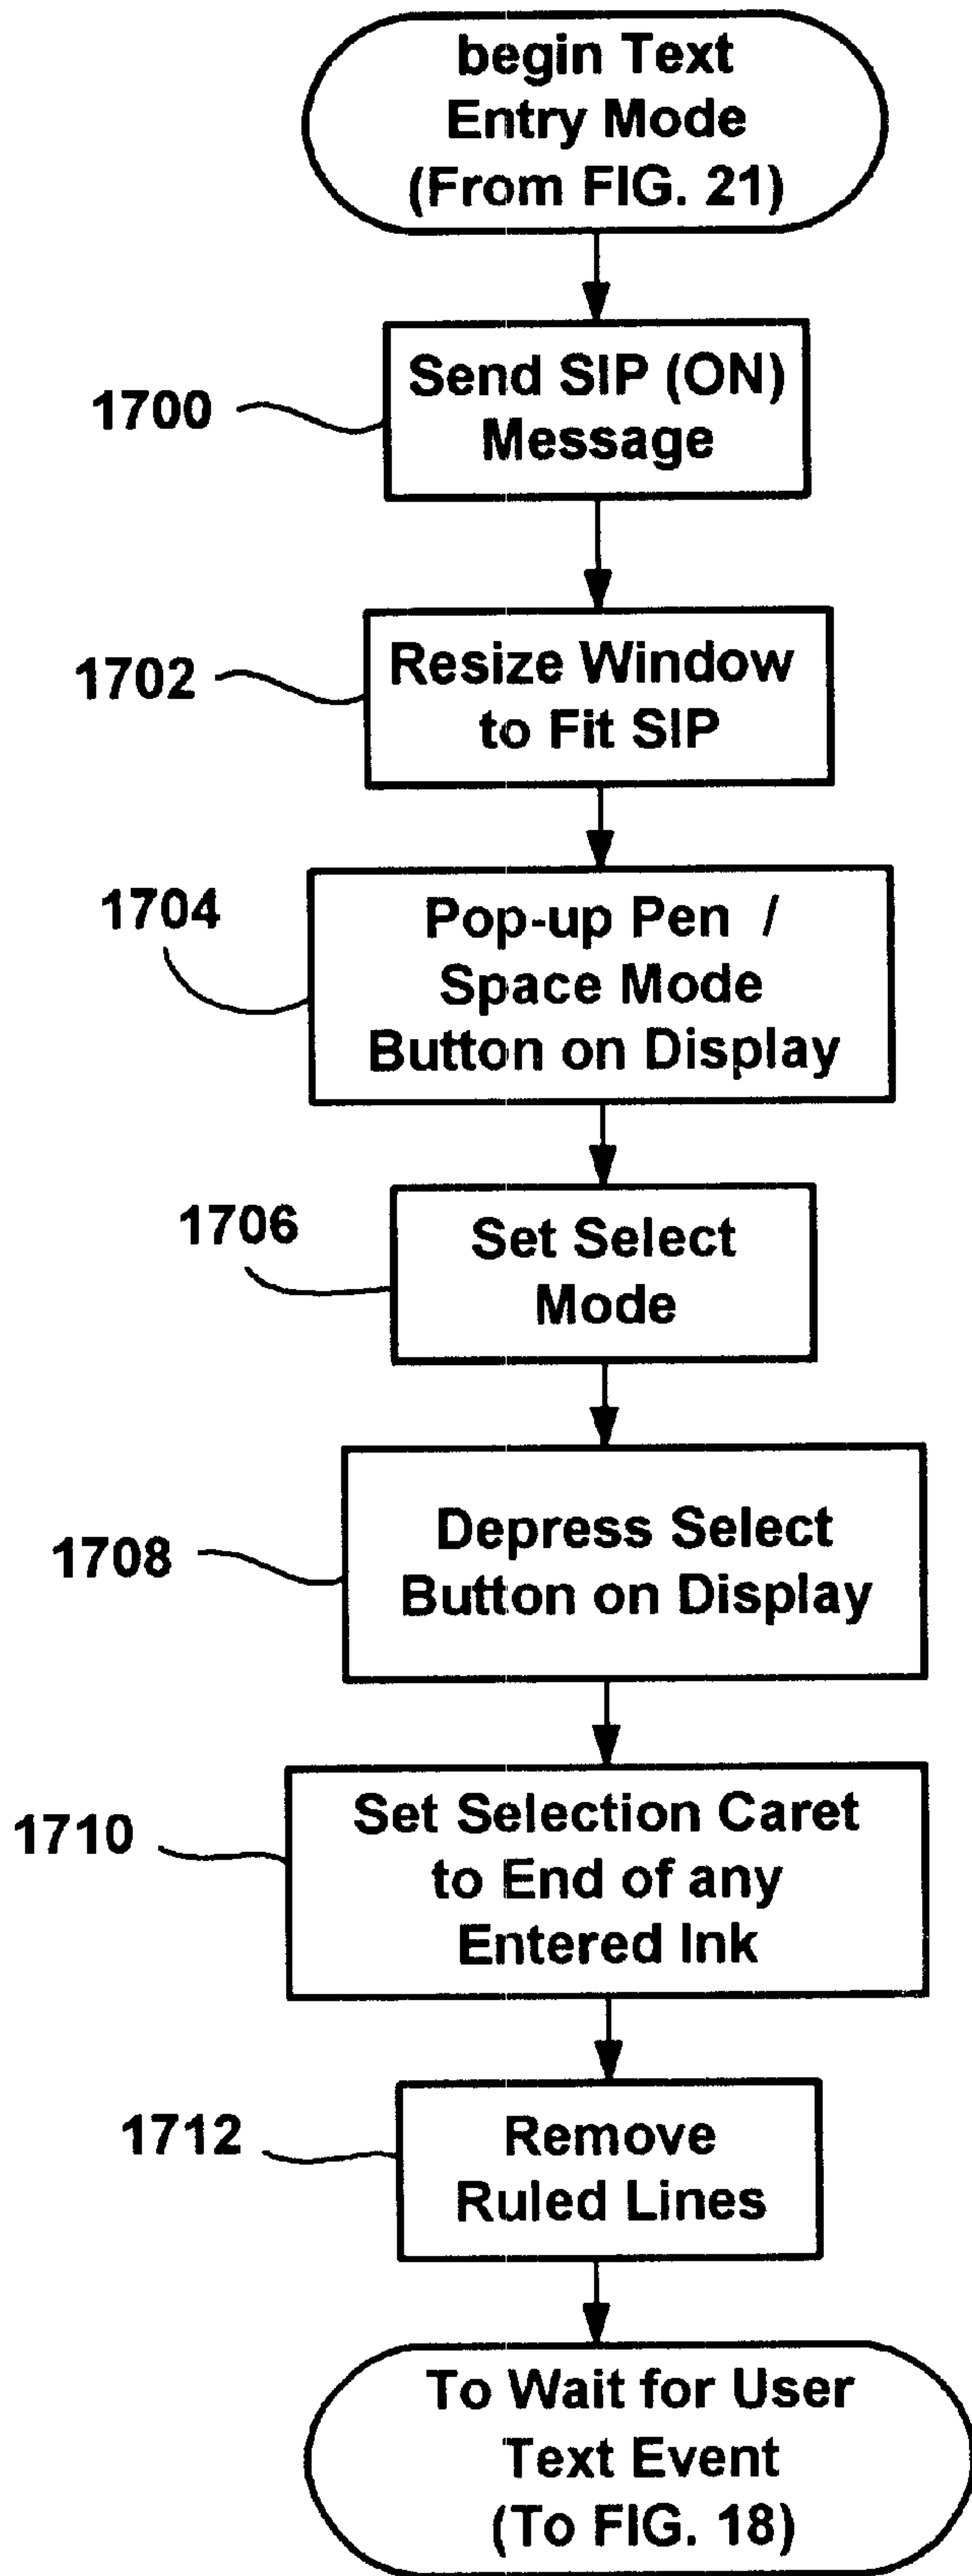 begin Text
Entry Mode
(From FIG. 21)
1700
Send SIP (ON)
Message
1702
Resize Window
to Fit SIP
1704
Pop-up Pen /
Space Mode
Button on Display
1706
Set Select
Mode
1708
Depress Select
Button on Display
1710
Set Selection Caret
to End of any
Entered Ink
1712
Remove
Ruled Lines
To Wait for User
Text Event
(To FIG. 18)